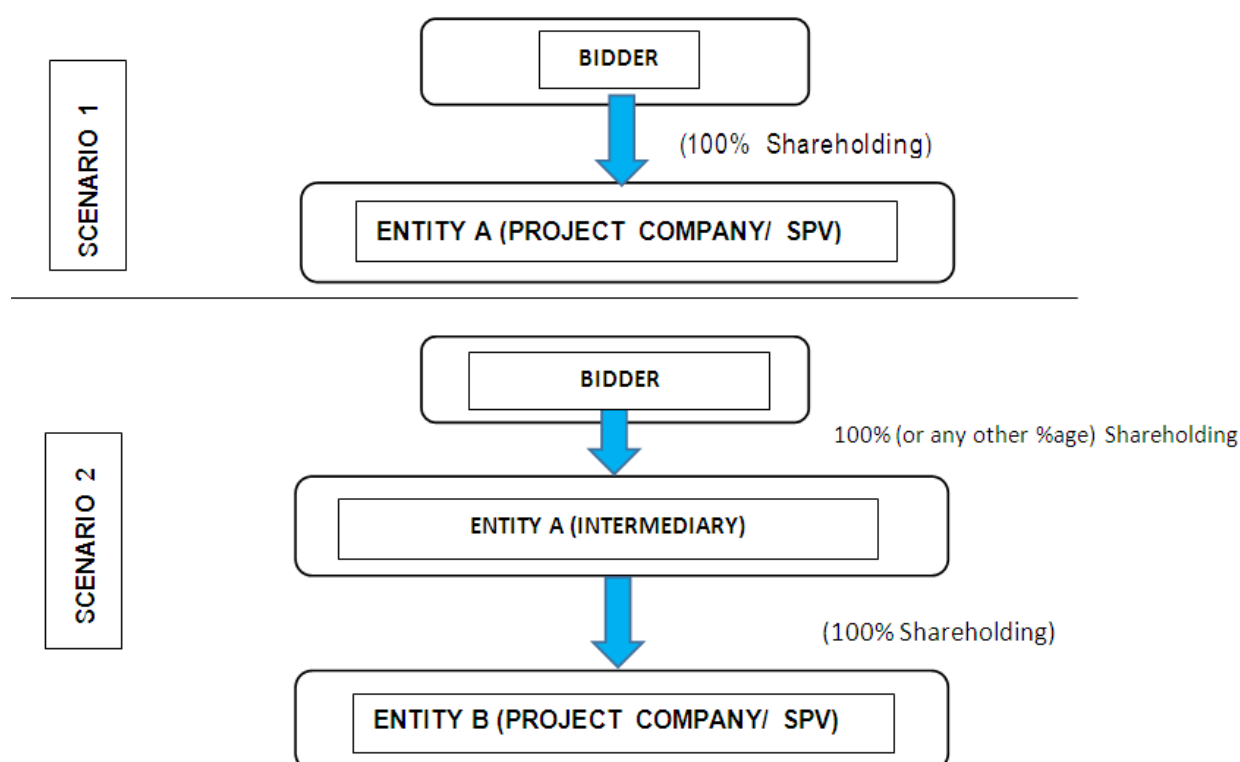 SCENARIO 1
BIDDER
(100% Shareholding)
ENTITY A (PROJECT COMPANY/ SPV)
SCENARIO 2
BIDDER
100% (or any other %age) Shareholding
ENTITY A (INTERMEDIARY)
(100% Shareholding)
ENTITY B (PROJECT COMPANY/ SPV)